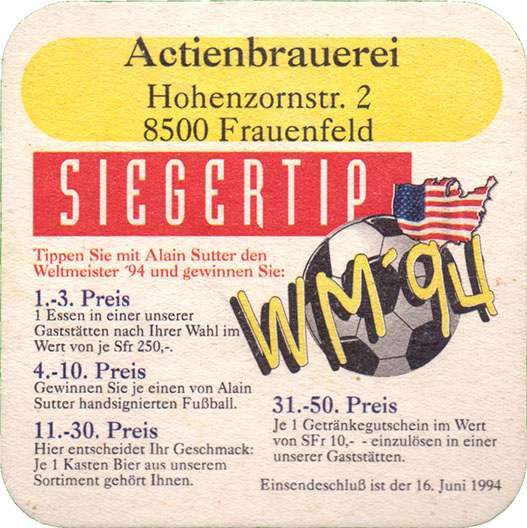 Actienbrauerei
Hohenzornstr. 2
8500 Frauenfeld
SIEGERTIP
Tippen Sie mit Alain Sutter den
Weltmeister '94 und gewinnen Sie:
WM'94
1.-3. Preis
1 Essen in einer unserer
Gaststätten nach Ihrer Wahl im
Wert von je Sfr 250,-.
4.-10. Preis
Gewinnen Sie je einen von Alain
Sutter handsignierten Fußball.
11.-30. Preis
Hier entscheidet Ihr Geschmack:
Je 1 Kasten Bier aus unserem
Sortiment gehört Ihnen.
31.-50. Preis
Je 1 Getränkegutschein im Wert
von SFr 10,- - einzulösen in einer
unserer Gaststätten.
Einsendeschluß ist der 16. Juni 1994